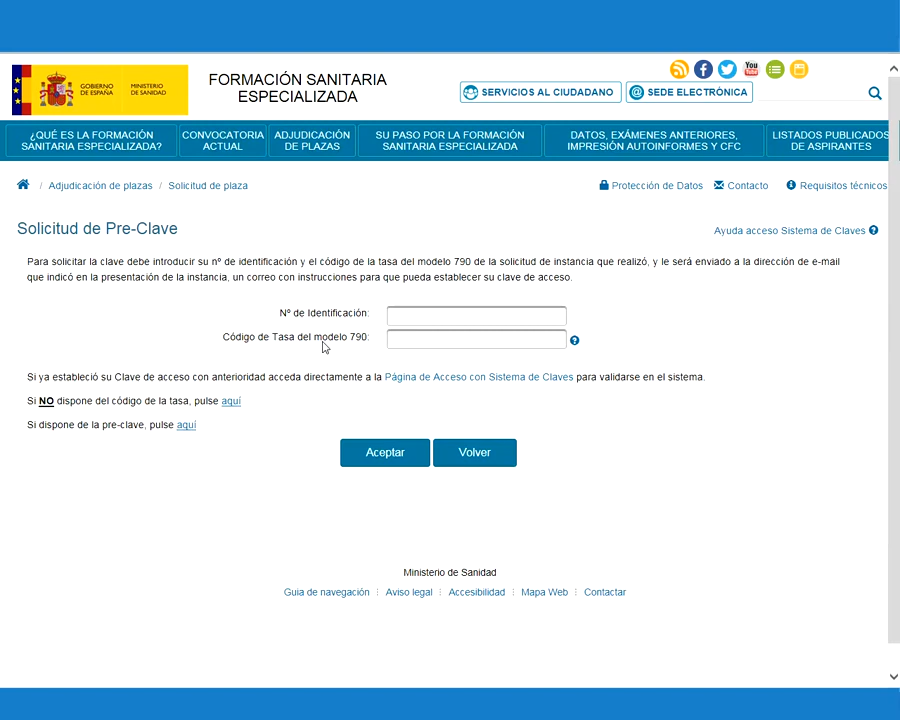 GOBIERNO
DE ESPAÑA
MINISTERIO
DE SANIDAD
FORMACIÓN SANITARIA
ESPECIALIZADA
You
SERVICIOS AL CIUDADANO
@ SEDE ELECTRÓNICA
¿QUÉ ES LA FORMACIÓN
SANITARIA ESPECIALIZADA?
CONVOCATORIA
ACTUAL
ADJUDICACIÓN
DE PLAZAS
SU PASO POR LA FORMACIÓN
SANITARIA ESPECIALIZADA
DATOS, EXÁMENES ANTERIORES,
IMPRESIÓN AUTOINFORMES Y CFC
LISTADOS PUBLICADOS
DE ASPIRANTES
/ Adjudicación de plazas / Solicitud de plaza
Protección de Datos Contacto Requisitos técnicos
Solicitud de Pre-Clave
Ayuda acceso Sistema de Claves ?
Para solicitar la clave debe introducir su nº de identificación y el código de la tasa del modelo 790 de la solicitud de instancia que realizó, y le será enviado a la dirección de e-mail
que indicó en la presentación de la instancia, un correo con instrucciones para que pueda establecer su clave de acceso.
Nº de Identificación:
Código de Tasa del modelo 790: ?
Si ya estableció su Clave de acceso con anterioridad acceda directamente a la Página de Acceso con Sistema de Claves para validarse en el sistema.
Si NO dispone del código de la tasa, pulse aquí
Si dispone de la pre-clave, pulse aquí
Aceptar Volver
Ministerio de Sanidad
Guia de navegación Aviso legal Accesibilidad Mapa Web Contactar